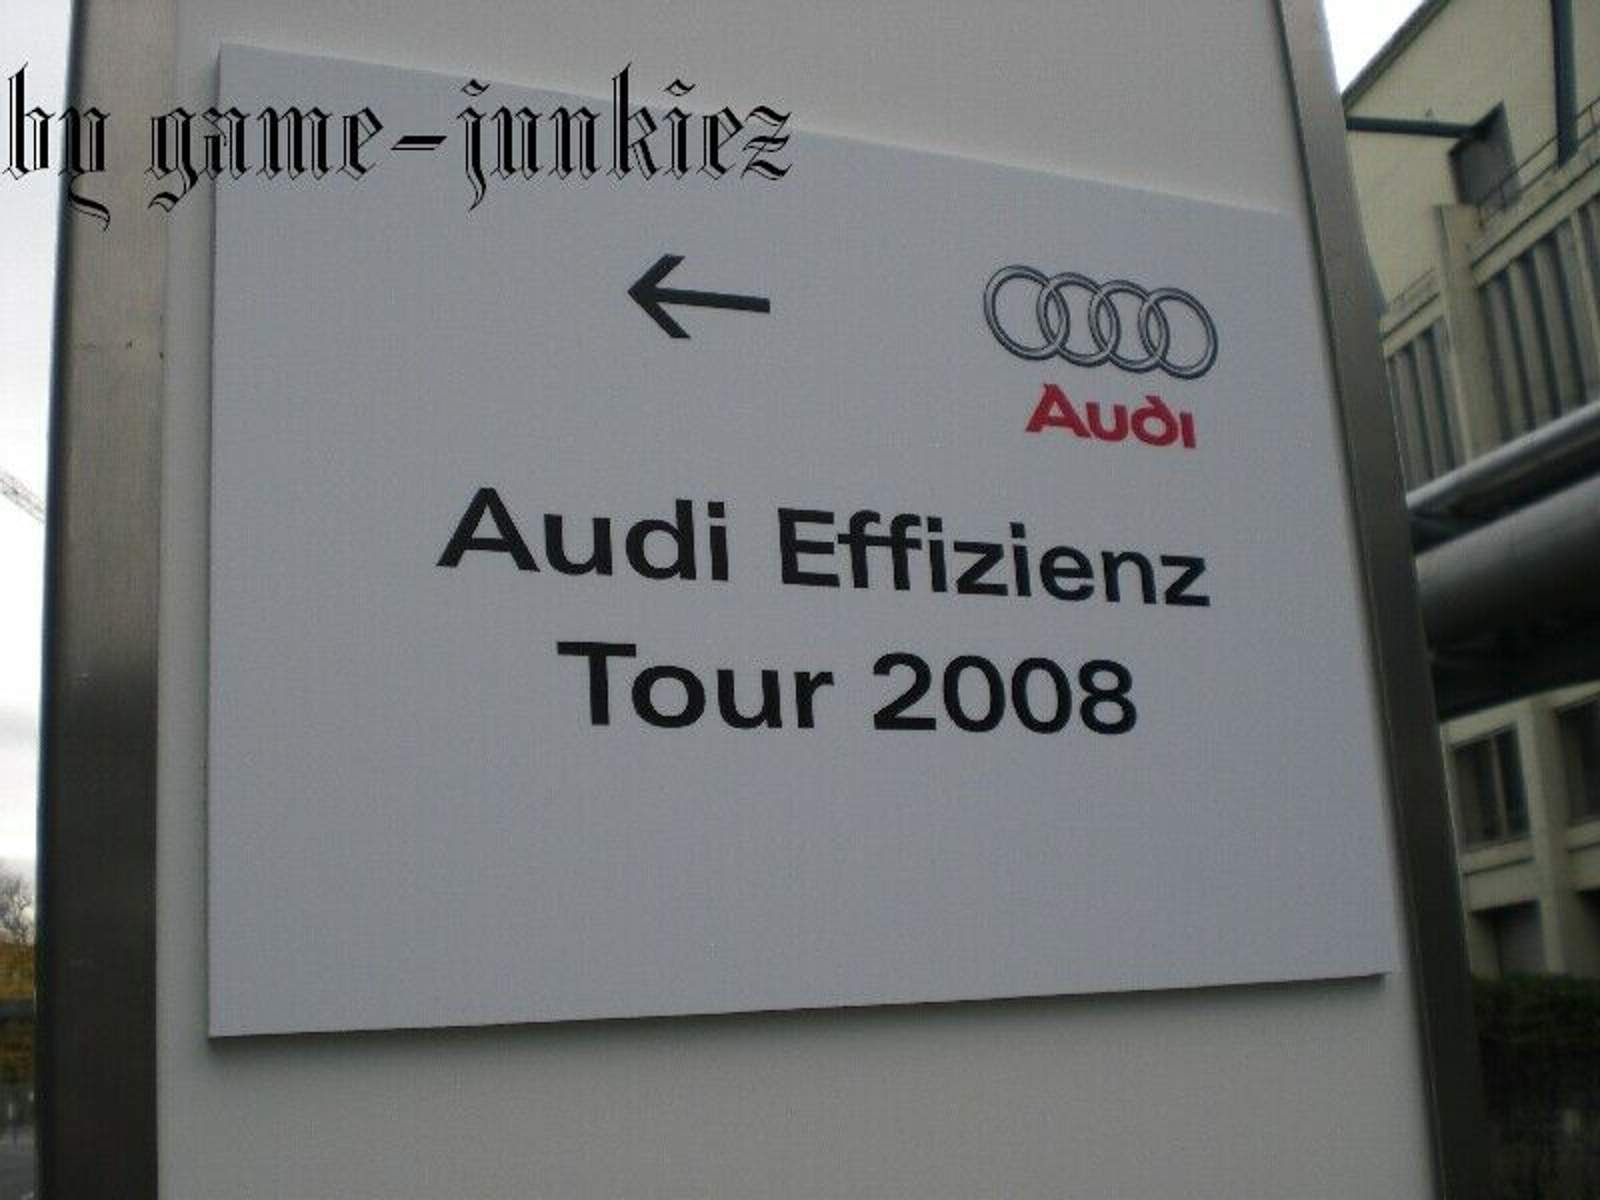 by game-junkiez
Audi
Audi Effizienz
Tour 2008